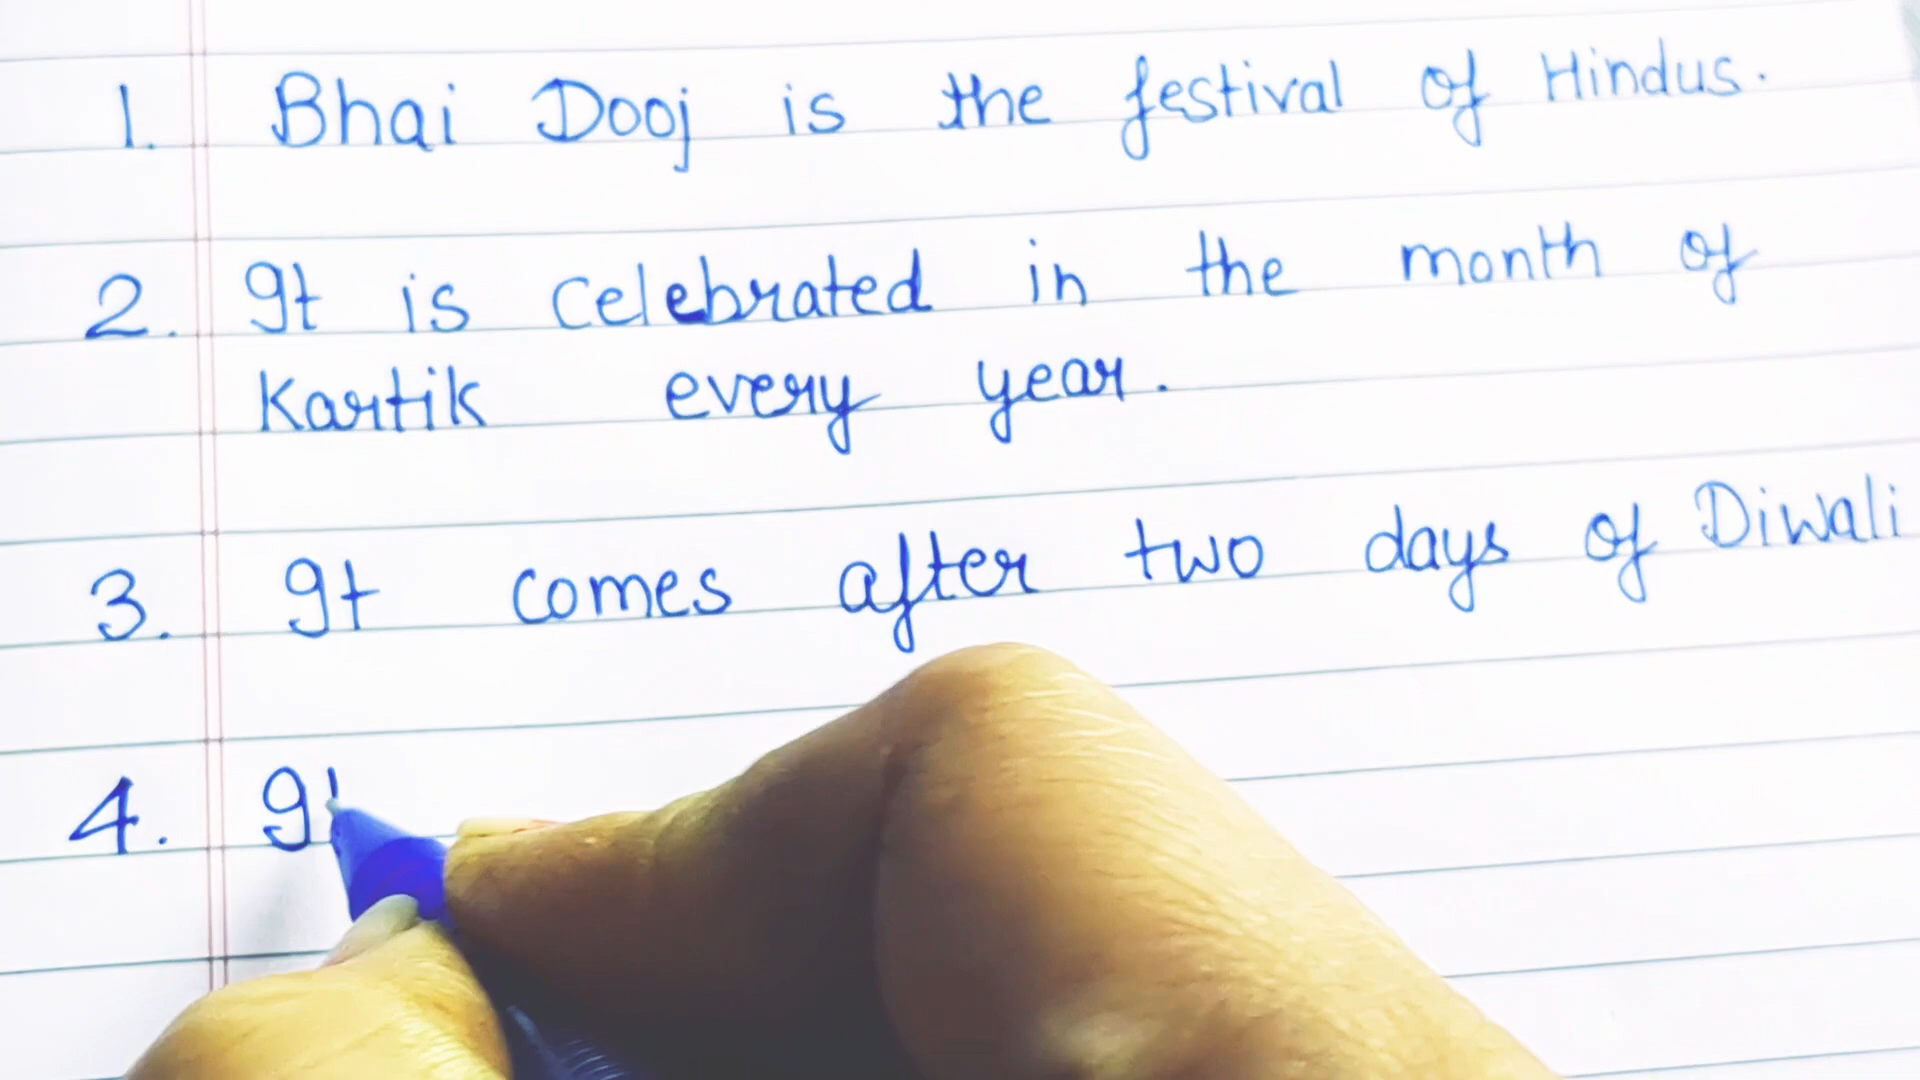 1. Bhai Dooj is the festival of Hindus.
2. It is celebrated in the month of
Kartik every year.
3. It comes after two days of Diwali
4. It